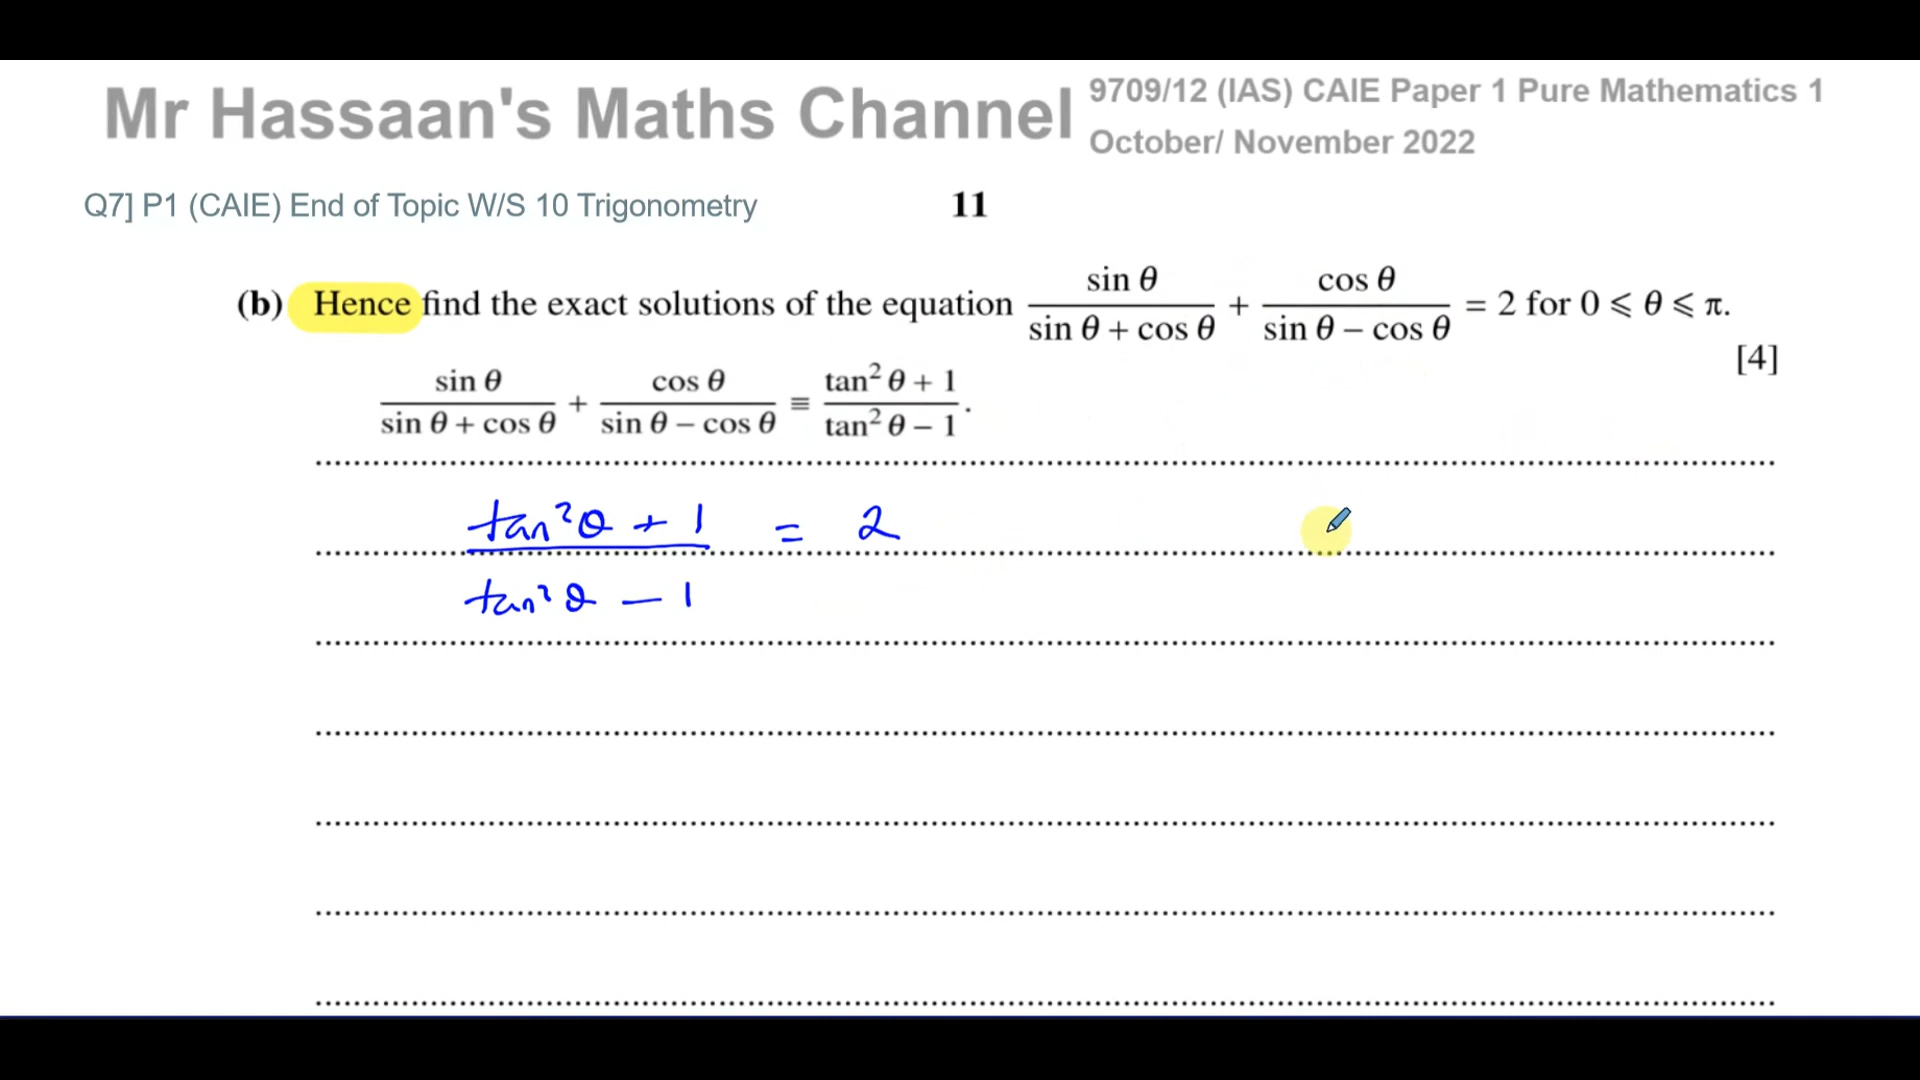 Mr Hassaan's Maths Channel
9709/12 (IAS) CAIE Paper 1 Pure Mathematics 1
October/ November 2022
Q7] P1 (CAIE) End of Topic W/S 10 Trigonometry
11
(b) Hence find the exact solutions of the equation sin θ / (sin θ + cos θ) + cos θ / (sin θ − cos θ) = 2 for 0 ⩽ θ ⩽ π.
[4]
sin θ / (sin θ + cos θ) + cos θ / (sin θ − cos θ) ≡ (tan² θ + 1) / (tan² θ − 1).
(tan²θ + 1) / (tan²θ − 1) = 2